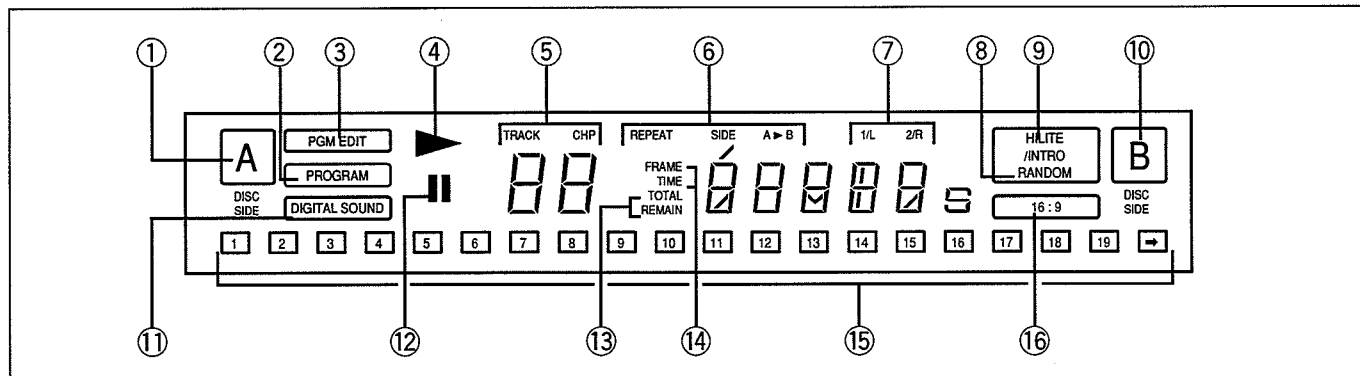 ① ② ③ ④ ⑤ ⑥ ⑦ ⑧ ⑨ ⑩
A PGM EDIT TRACK CHP REPEAT SIDE A ▶ B 1/L 2/R HILITE B
/INTRO
PROGRAM 88 FRAME RANDOM
TIME
DISC DIGITAL SOUND TOTAL 16 : 9 DISC
SIDE REMAIN SIDE
1 2 3 4 5 6 7 8 9 10 11 12 13 14 15 16 17 18 19 ➡
⑪ ⑫ ⑬ ⑭ ⑮ ⑯